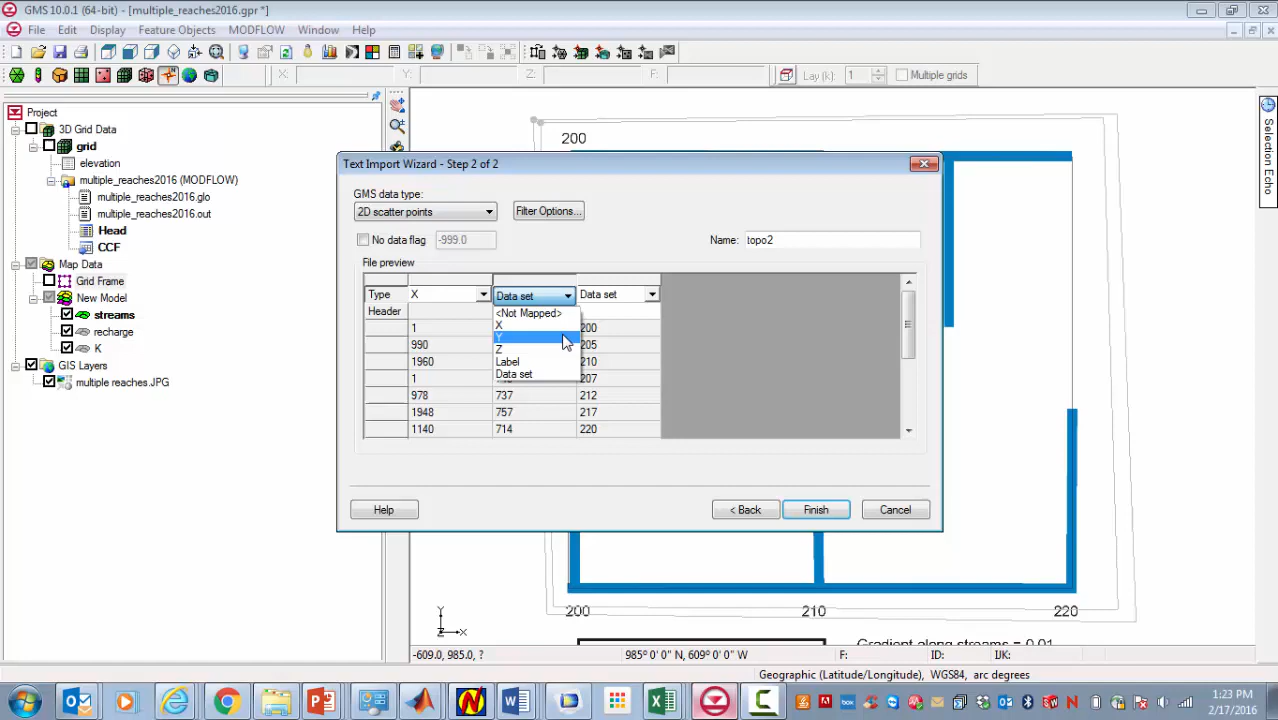 GMS 10.0.1 (64-bit) - [multiple_reaches2016.gpr *]
File Edit Display Feature Objects MODFLOW Window Help
X: Y: Z: F: Lay (k): 1 Multiple grids
Project
3D Grid Data
grid
elevation
multiple_reaches2016 (MODFLOW)
multiple_reaches2016.glo
multiple_reaches2016.out
Head
CCF
Map Data
Grid Frame
New Model
streams
recharge
K
GIS Layers
multiple reaches.JPG
Selection Echo
200
Text Import Wizard - Step 2 of 2
GMS data type:
2D scatter points Filter Options...
No data flag -999.0 Name: topo2
File preview
Type X Data set Data set
Header <Not Mapped>
X
Y
Z
Label
Data set
1 200
990 205
1960 210
1 207
978 737 212
1948 757 217
1140 714 220
Help < Back Finish Cancel
200 210 220
Gradient along streams = 0.01
Y
Z X
-609.0, 985.0, ? 985° 0' 0" N, 609° 0' 0" W F: ID: IJK:
Geographic (Latitude/Longitude), WGS84, arc degrees
1:23 PM
2/17/2016